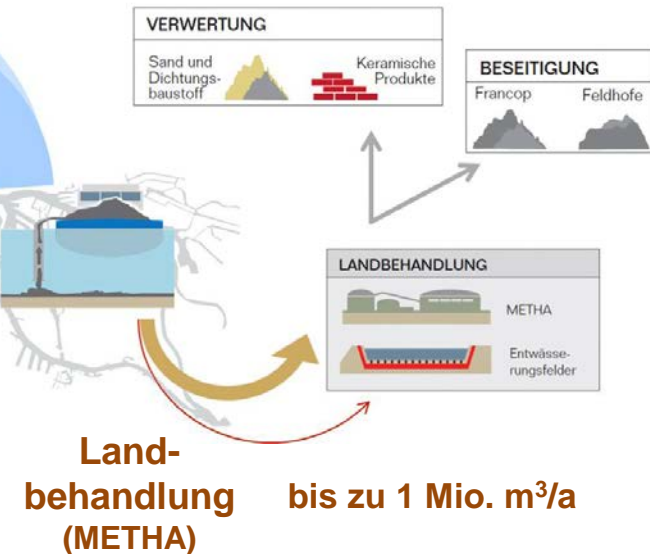 VERWERTUNG
Sand und
Dichtungs-
baustoff
Keramische
Produkte
BESEITIGUNG
Francop
Feldhofe
LANDBEHANDLUNG
METHA
Entwässe-
rungsfelder
Land-
behandlung
(METHA)
bis zu 1 Mio. m³/a